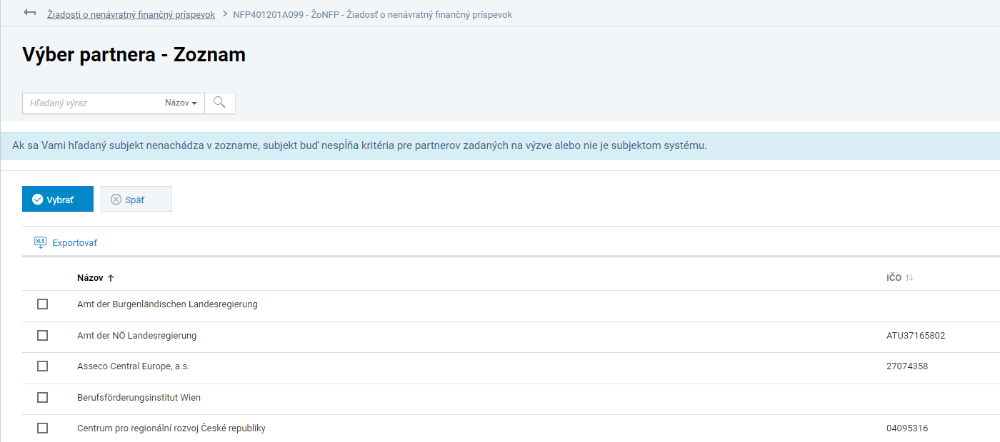 Žiadosti o nenávratný finančný príspevok > NFP401201A099 - ŽoNFP - Žiadosť o nenávratný finančný príspevok
Výber partnera - Zoznam
Hľadaný výraz Názov
Ak sa Vami hľadaný subjekt nenachádza v zozname, subjekt buď nespĺňa kritéria pre partnerov zadaných na výzve alebo nie je subjektom systému.
Vybrať Späť
XLS Exportovať
Názov IČO
Amt der Burgenländischen Landesregierung
Amt der NÖ Landesregierung ATU37165802
Asseco Central Europe, a.s. 27074358
Berufsförderungsinstitut Wien
Centrum pro regionální rozvoj České republiky 04095316